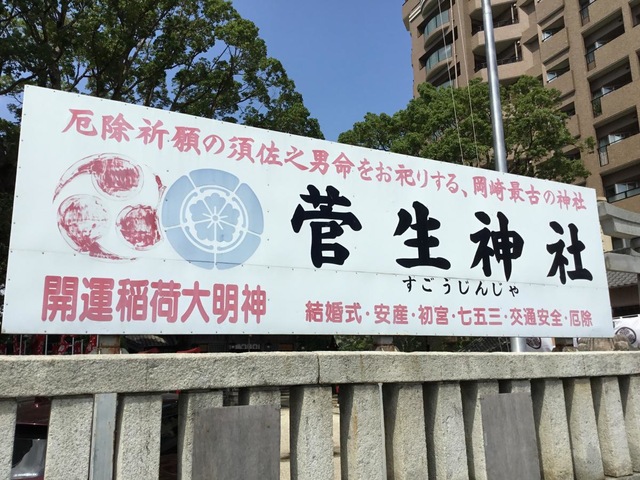 厄除祈願の須佐之男命をお祀りする、岡崎最古の神社
菅生神社
すごうじんじゃ
開運稲荷大明神
結婚式・安産・初宮・七五三・交通安全・厄除